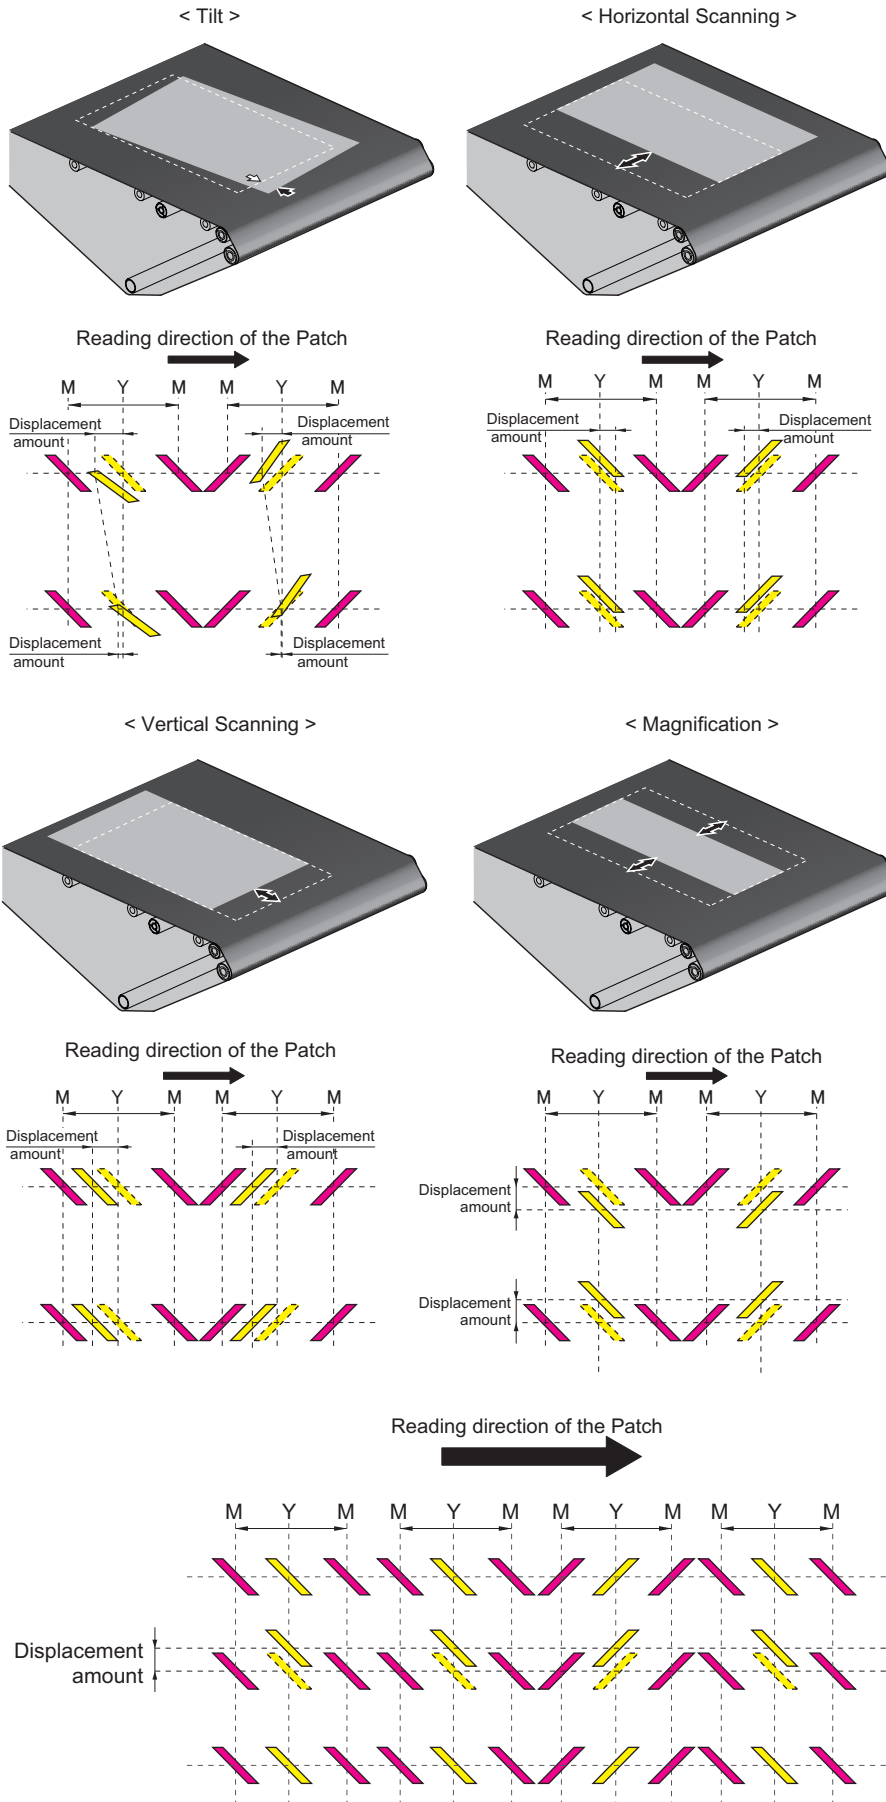 < Tilt >
< Horizontal Scanning >
Reading direction of the Patch
M Y M M Y M
Displacement
amount
Displacement
amount
Displacement
amount
Displacement
amount
Reading direction of the Patch
M Y M M Y M
Displacement
amount
Displacement
amount
< Vertical Scanning >
< Magnification >
Reading direction of the Patch
M Y M M Y M
Displacement
amount
Displacement
amount
Reading direction of the Patch
M Y M M Y M
Displacement
amount
Displacement
amount
Reading direction of the Patch
M Y M M Y M M Y M M Y M
Displacement
amount